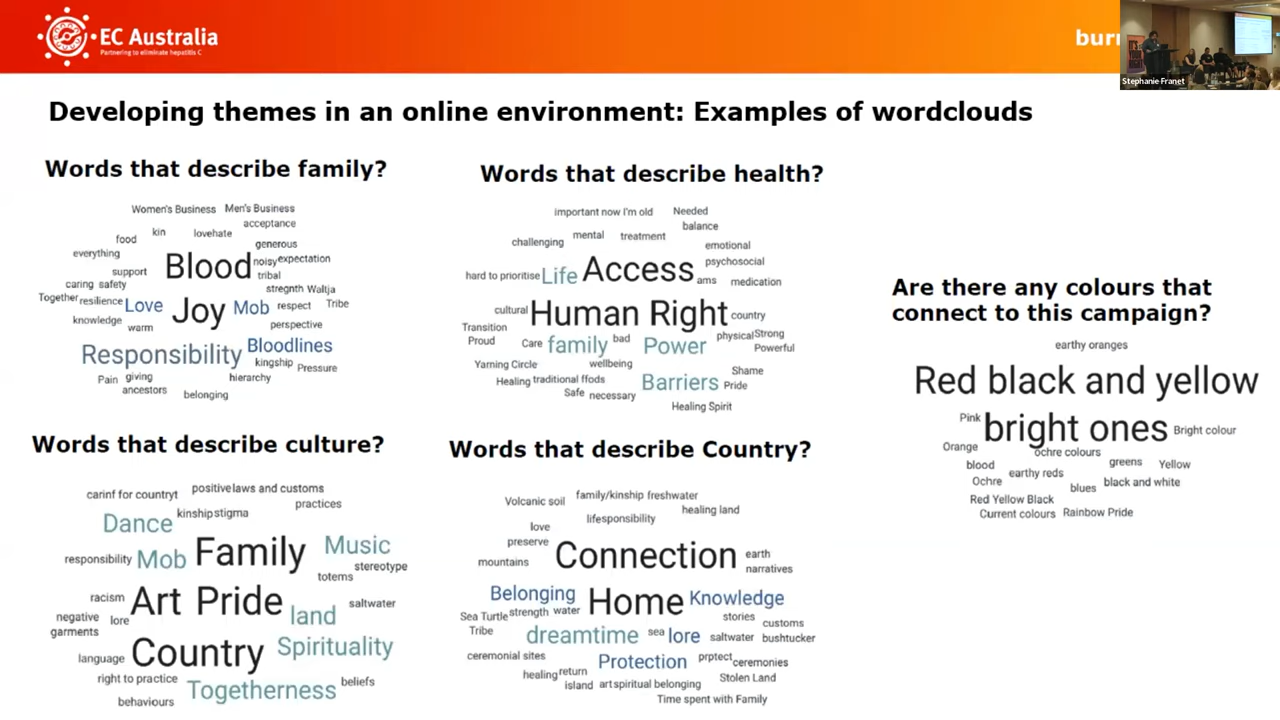 EC Australia
Partnering to eliminate hepatitis C
burn
Stephanie Franet
Developing themes in an online environment: Examples of wordclouds
Words that describe family?
Women's Business Men's Business
acceptance
kin lovehate
food
generous
everything
Blood
noisy expectation
support
tribal
caring safety
stregnth Waltja
Together resilience Love Joy Mob respect Tribe
knowledge warm
perspective
Responsibility Bloodlines
kingship Pressure
Pain giving
hierarchy
ancestors
belonging
Words that describe health?
important now I'm old Needed
balance
challenging mental treatment
emotional
psychosocial
hard to prioritise Life Access ams medication
cultural Human Right country
Transition
Proud
Care family bad Power physical Strong
Powerful
Yarning Circle wellbeing
Shame
Healing traditional ffods Barriers Pride
Safe necessary
Healing Spirit
Words that describe culture?
carinf for countryt positive laws and customs
practices
Dance kinship stigma
responsibility Mob Family Music
stereotype
totems
racism Art Pride land saltwater
negative lore
garments
language Country Spirituality
right to practice
Togetherness beliefs
behaviours
Words that describe Country?
Volcanic soil family/kinship freshwater
healing land
lifesponsibility
love
preserve
mountains Connection earth
narratives
Belonging Home Knowledge
Sea Turtle strength water stories
customs
Tribe dreamtime sea lore saltwater bushtucker
ceremonial sites Protection prptect ceremonies
healing return Stolen Land
island art spiritual belonging
Time spent with Family
Are there any colours that
connect to this campaign?
earthy oranges
Red black and yellow
Pink bright ones Bright colour
Orange ochre colours
blood greens Yellow
Ochre earthy reds
blues black and white
Red Yellow Black
Current colours Rainbow Pride